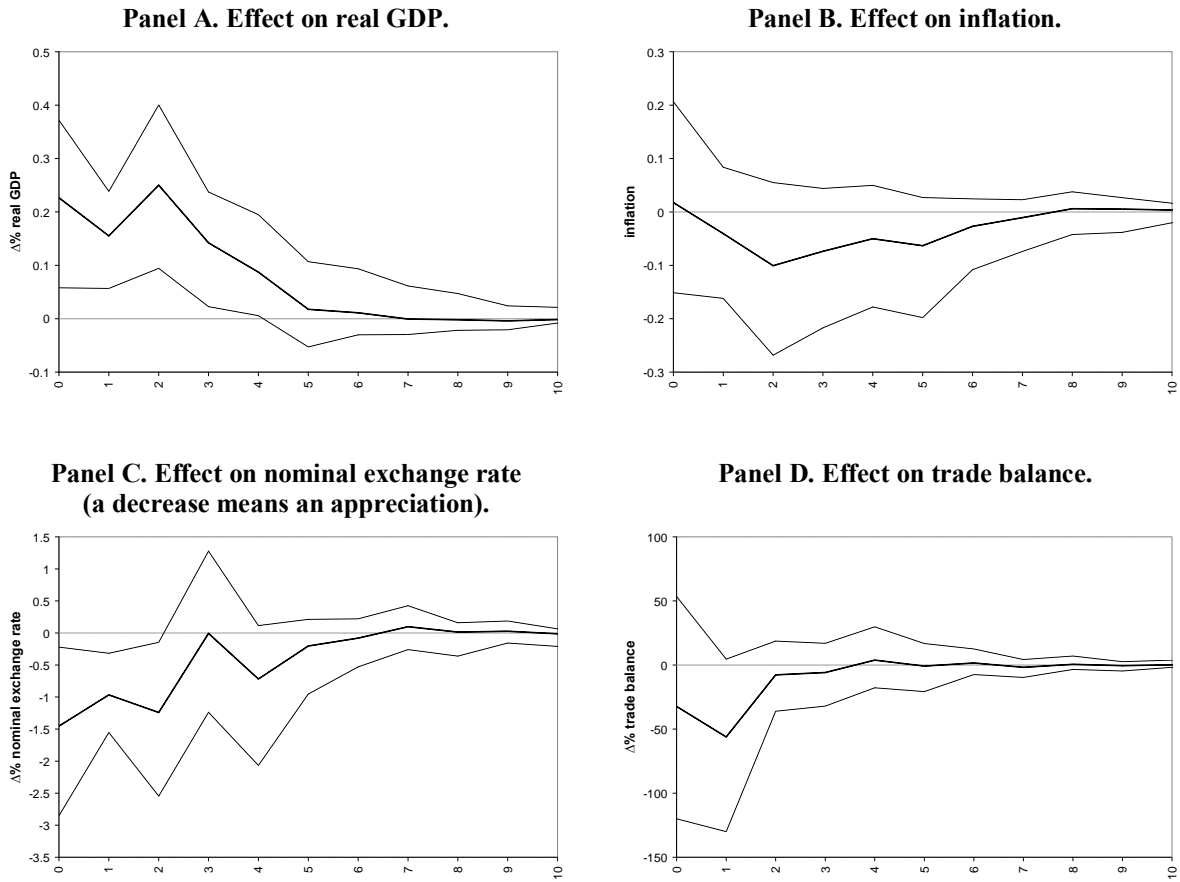 Panel A. Effect on real GDP.
0.5
0.4
0.3
0.2
0.1
0
-0.1
Δ% real GDP
0 1 2 3 4 5 6 7 8 9 10
Panel B. Effect on inflation.
0.3
0.2
0.1
0
-0.1
-0.2
-0.3
inflation
0 1 2 3 4 5 6 7 8 9 10
Panel C. Effect on nominal exchange rate
(a decrease means an appreciation).
1.5
1
0.5
0
-0.5
-1
-1.5
-2
-2.5
-3
-3.5
Δ% nominal exchange rate
0 1 2 3 4 5 6 7 8 9 10
Panel D. Effect on trade balance.
100
50
0
-50
-100
-150
Δ% trade balance
0 1 2 3 4 5 6 7 8 9 10